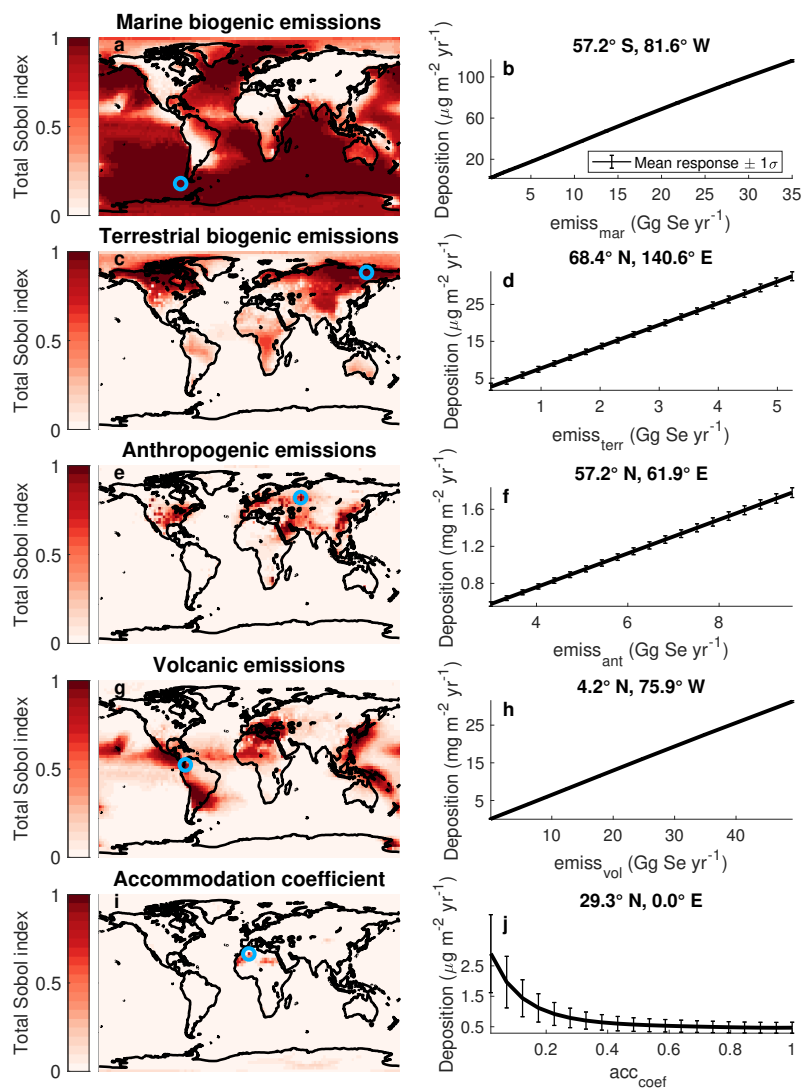 Marine biogenic emissions
Total Sobol index
1
0.5
0
a
57.2° S, 81.6° W
b
Deposition (μg m⁻² yr⁻¹)
100
60
20
Mean response ± 1σ
5 10 15 20 25 30 35
emiss_mar (Gg Se yr⁻¹)
Terrestrial biogenic emissions
Total Sobol index
1
0.5
0
c
68.4° N, 140.6° E
d
Deposition (μg m⁻² yr⁻¹)
25
15
5
1 2 3 4 5
emiss_terr (Gg Se yr⁻¹)
Anthropogenic emissions
Total Sobol index
1
0.5
0
e
57.2° N, 61.9° E
f
Deposition (mg m⁻² yr⁻¹)
1.6
1.2
0.8
4 6 8
emiss_ant (Gg Se yr⁻¹)
Volcanic emissions
Total Sobol index
1
0.5
0
g
4.2° N, 75.9° W
h
Deposition (mg m⁻² yr⁻¹)
25
15
5
10 20 30 40
emiss_vol (Gg Se yr⁻¹)
Accommodation coefficient
Total Sobol index
1
0.5
0
i
29.3° N, 0.0° E
j
Deposition (μg m⁻² yr⁻¹)
2.5
1.5
0.5
0.2 0.4 0.6 0.8 1
acc_coef